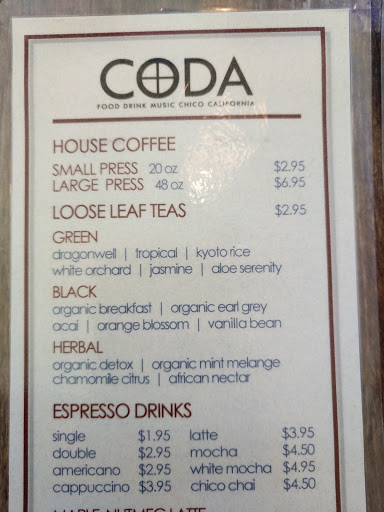 CODA
FOOD DRINK MUSIC CHICO CALIFORNIA
HOUSE COFFEE
SMALL PRESS 20 oz $2.95
LARGE PRESS 48 oz $6.95
LOOSE LEAF TEAS $2.95
GREEN
dragonwell | tropical | kyoto rice
white orchard | jasmine | aloe serenity
BLACK
organic breakfast | organic earl grey
acai | orange blossom | vanilla bean
HERBAL
organic detox | organic mint melange
chamomile citrus | african nectar
ESPRESSO DRINKS
single $1.95 latte $3.95
double $2.95 mocha $4.50
americano $2.95 white mocha $4.95
cappuccino $3.95 chico chai $4.50
MAPLE NUTMEG LATTE